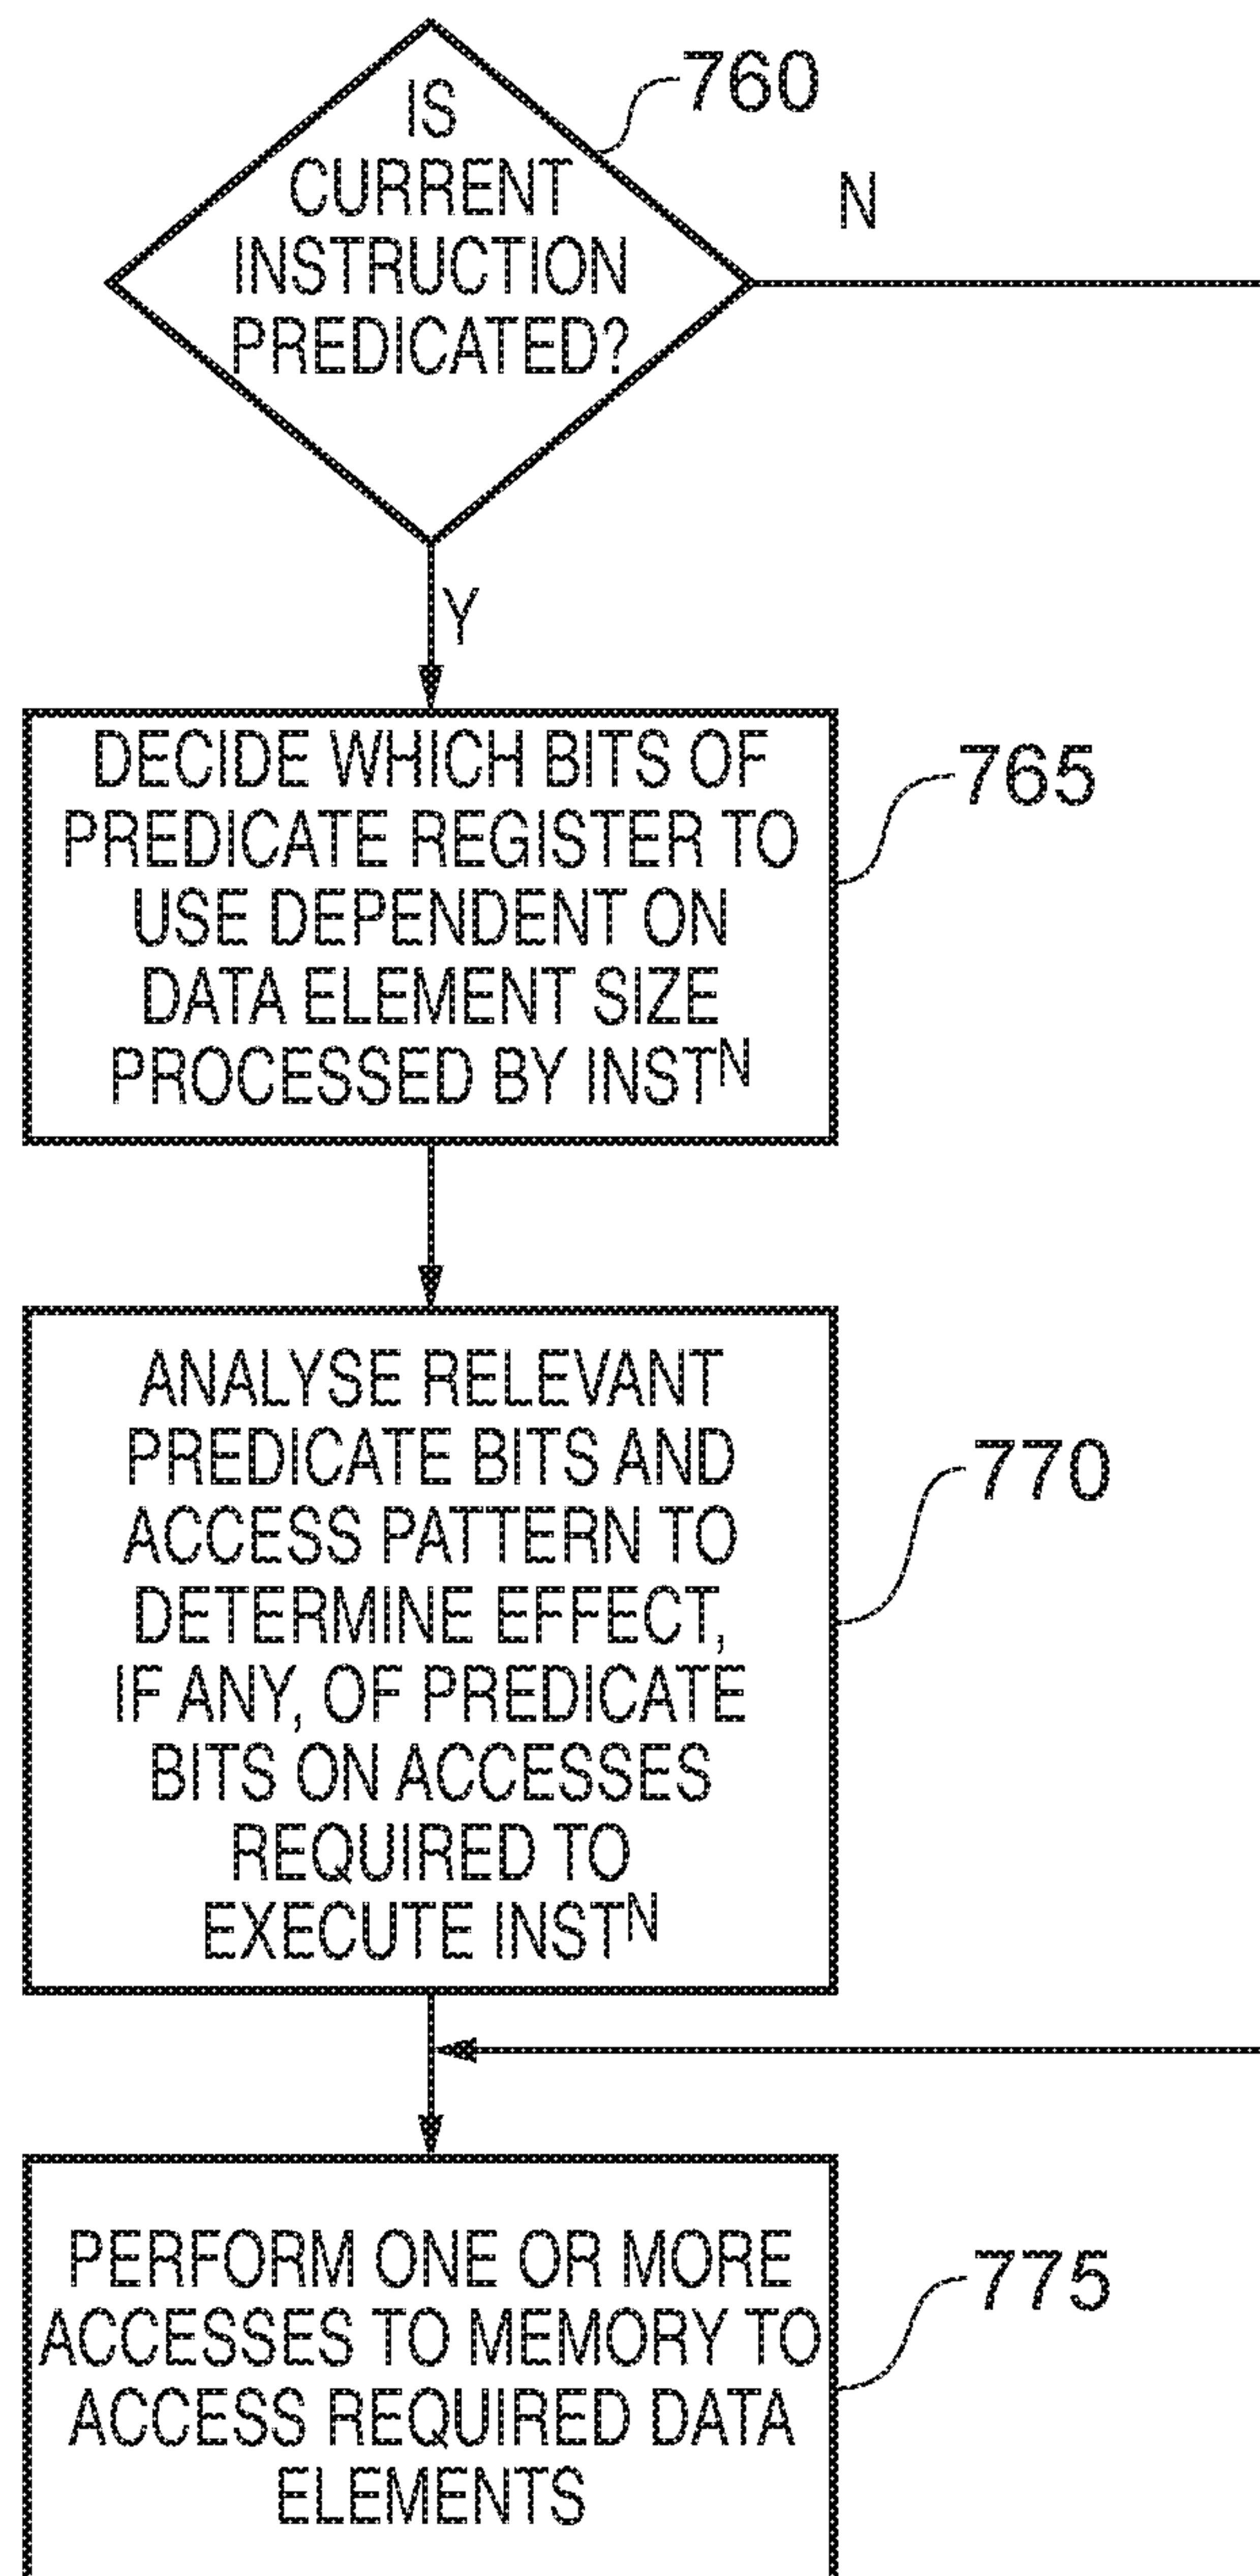 IS
CURRENT
INSTRUCTION
PREDICATED?
760
N
Y
DECIDE WHICH BITS OF
PREDICATE REGISTER TO
USE DEPENDENT ON
DATA ELEMENT SIZE
PROCESSED BY INSTᴺ
765
ANALYSE RELEVANT
PREDICATE BITS AND
ACCESS PATTERN TO
DETERMINE EFFECT,
IF ANY, OF PREDICATE
BITS ON ACCESSES
REQUIRED TO
EXECUTE INSTᴺ
770
PERFORM ONE OR MORE
ACCESSES TO MEMORY TO
ACCESS REQUIRED DATA
ELEMENTS
775